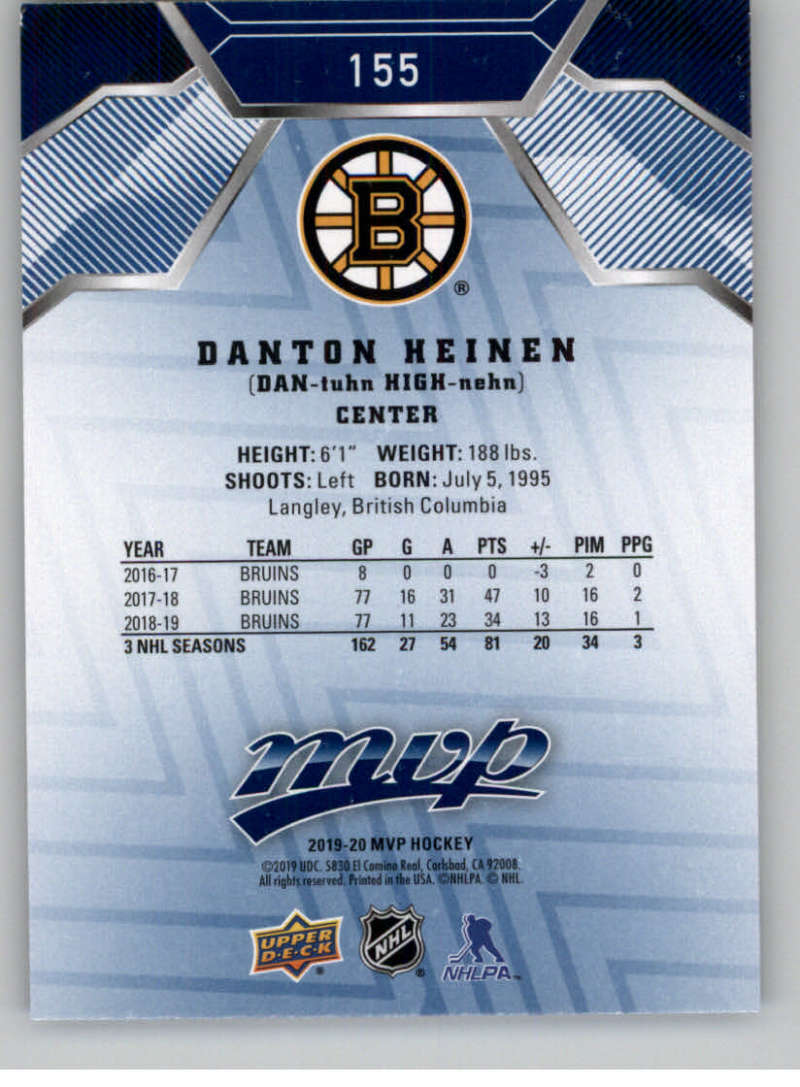 155
B
®
DANTON HEINEN
(DAN-tuhn HIGH-nehn)
CENTER
HEIGHT: 6'1" WEIGHT: 188 lbs.
SHOOTS: Left BORN: July 5, 1995
Langley, British Columbia
YEAR TEAM GP G A PTS +/- PIM PPG
2016-17 BRUINS 8 0 0 0 -3 2 0
2017-18 BRUINS 77 16 31 47 10 16 2
2018-19 BRUINS 77 11 23 34 13 16 1
3 NHL SEASONS 162 27 54 81 20 34 3
mvp
2019-20 MVP HOCKEY
©2019 UDC. 5830 El Camino Real, Carlsbad, CA 92008.
All rights reserved. Printed in the USA. ©NHLPA. © NHL.
UPPER DECK ® NHL ® NHLPA™